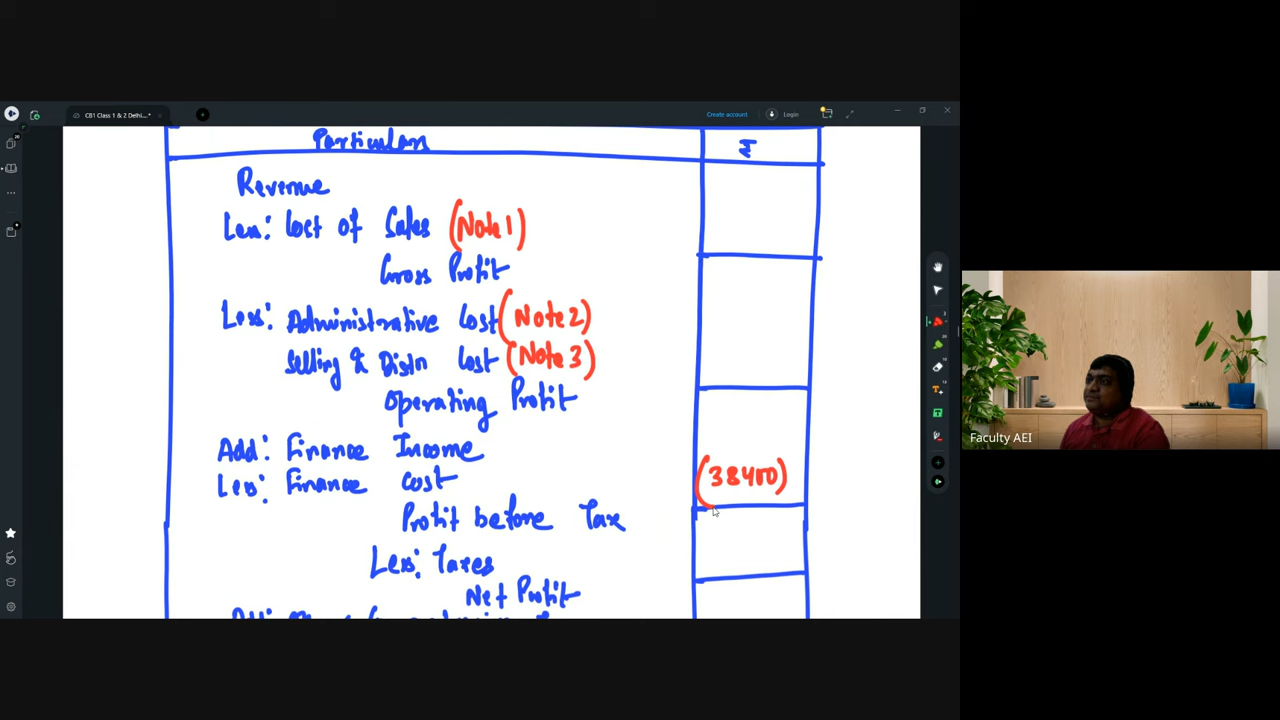 CB1 Class 1 & 2 Delhi...*
Create account
Login
Particulars ₹
Revenue
Less: Cost of Sales (Note 1)
Gross Profit
Less: Administrative Cost (Note 2)
Selling & Distn Cost (Note 3)
Operating Profit
Add: Finance Income
Less: Finance Cost (38400)
Profit before Tax
Less: Taxes
Net Profit
Faculty AEI